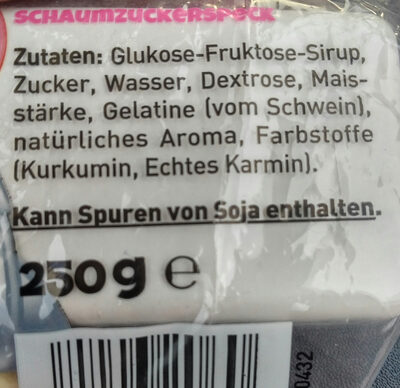 SCHAUMZUCKERSPECK
Zutaten: Glukose-Fruktose-Sirup,
Zucker, Wasser, Dextrose, Mais-
stärke, Gelatine (vom Schwein),
natürliches Aroma, Farbstoffe
(Kurkumin, Echtes Karmin).
Kann Spuren von Soja enthalten.
250g e
0432